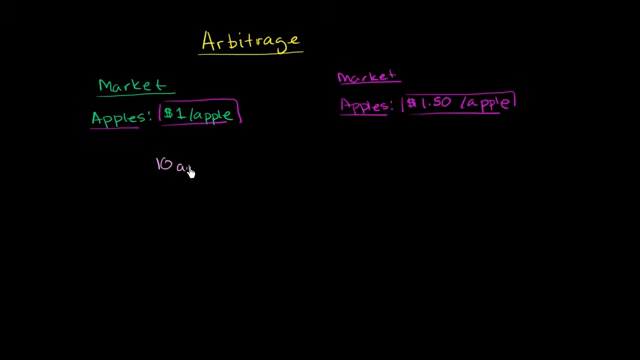 Arbitrage
Market
Apples: $1/apple
Market
Apples: $1.50/apple
10 a